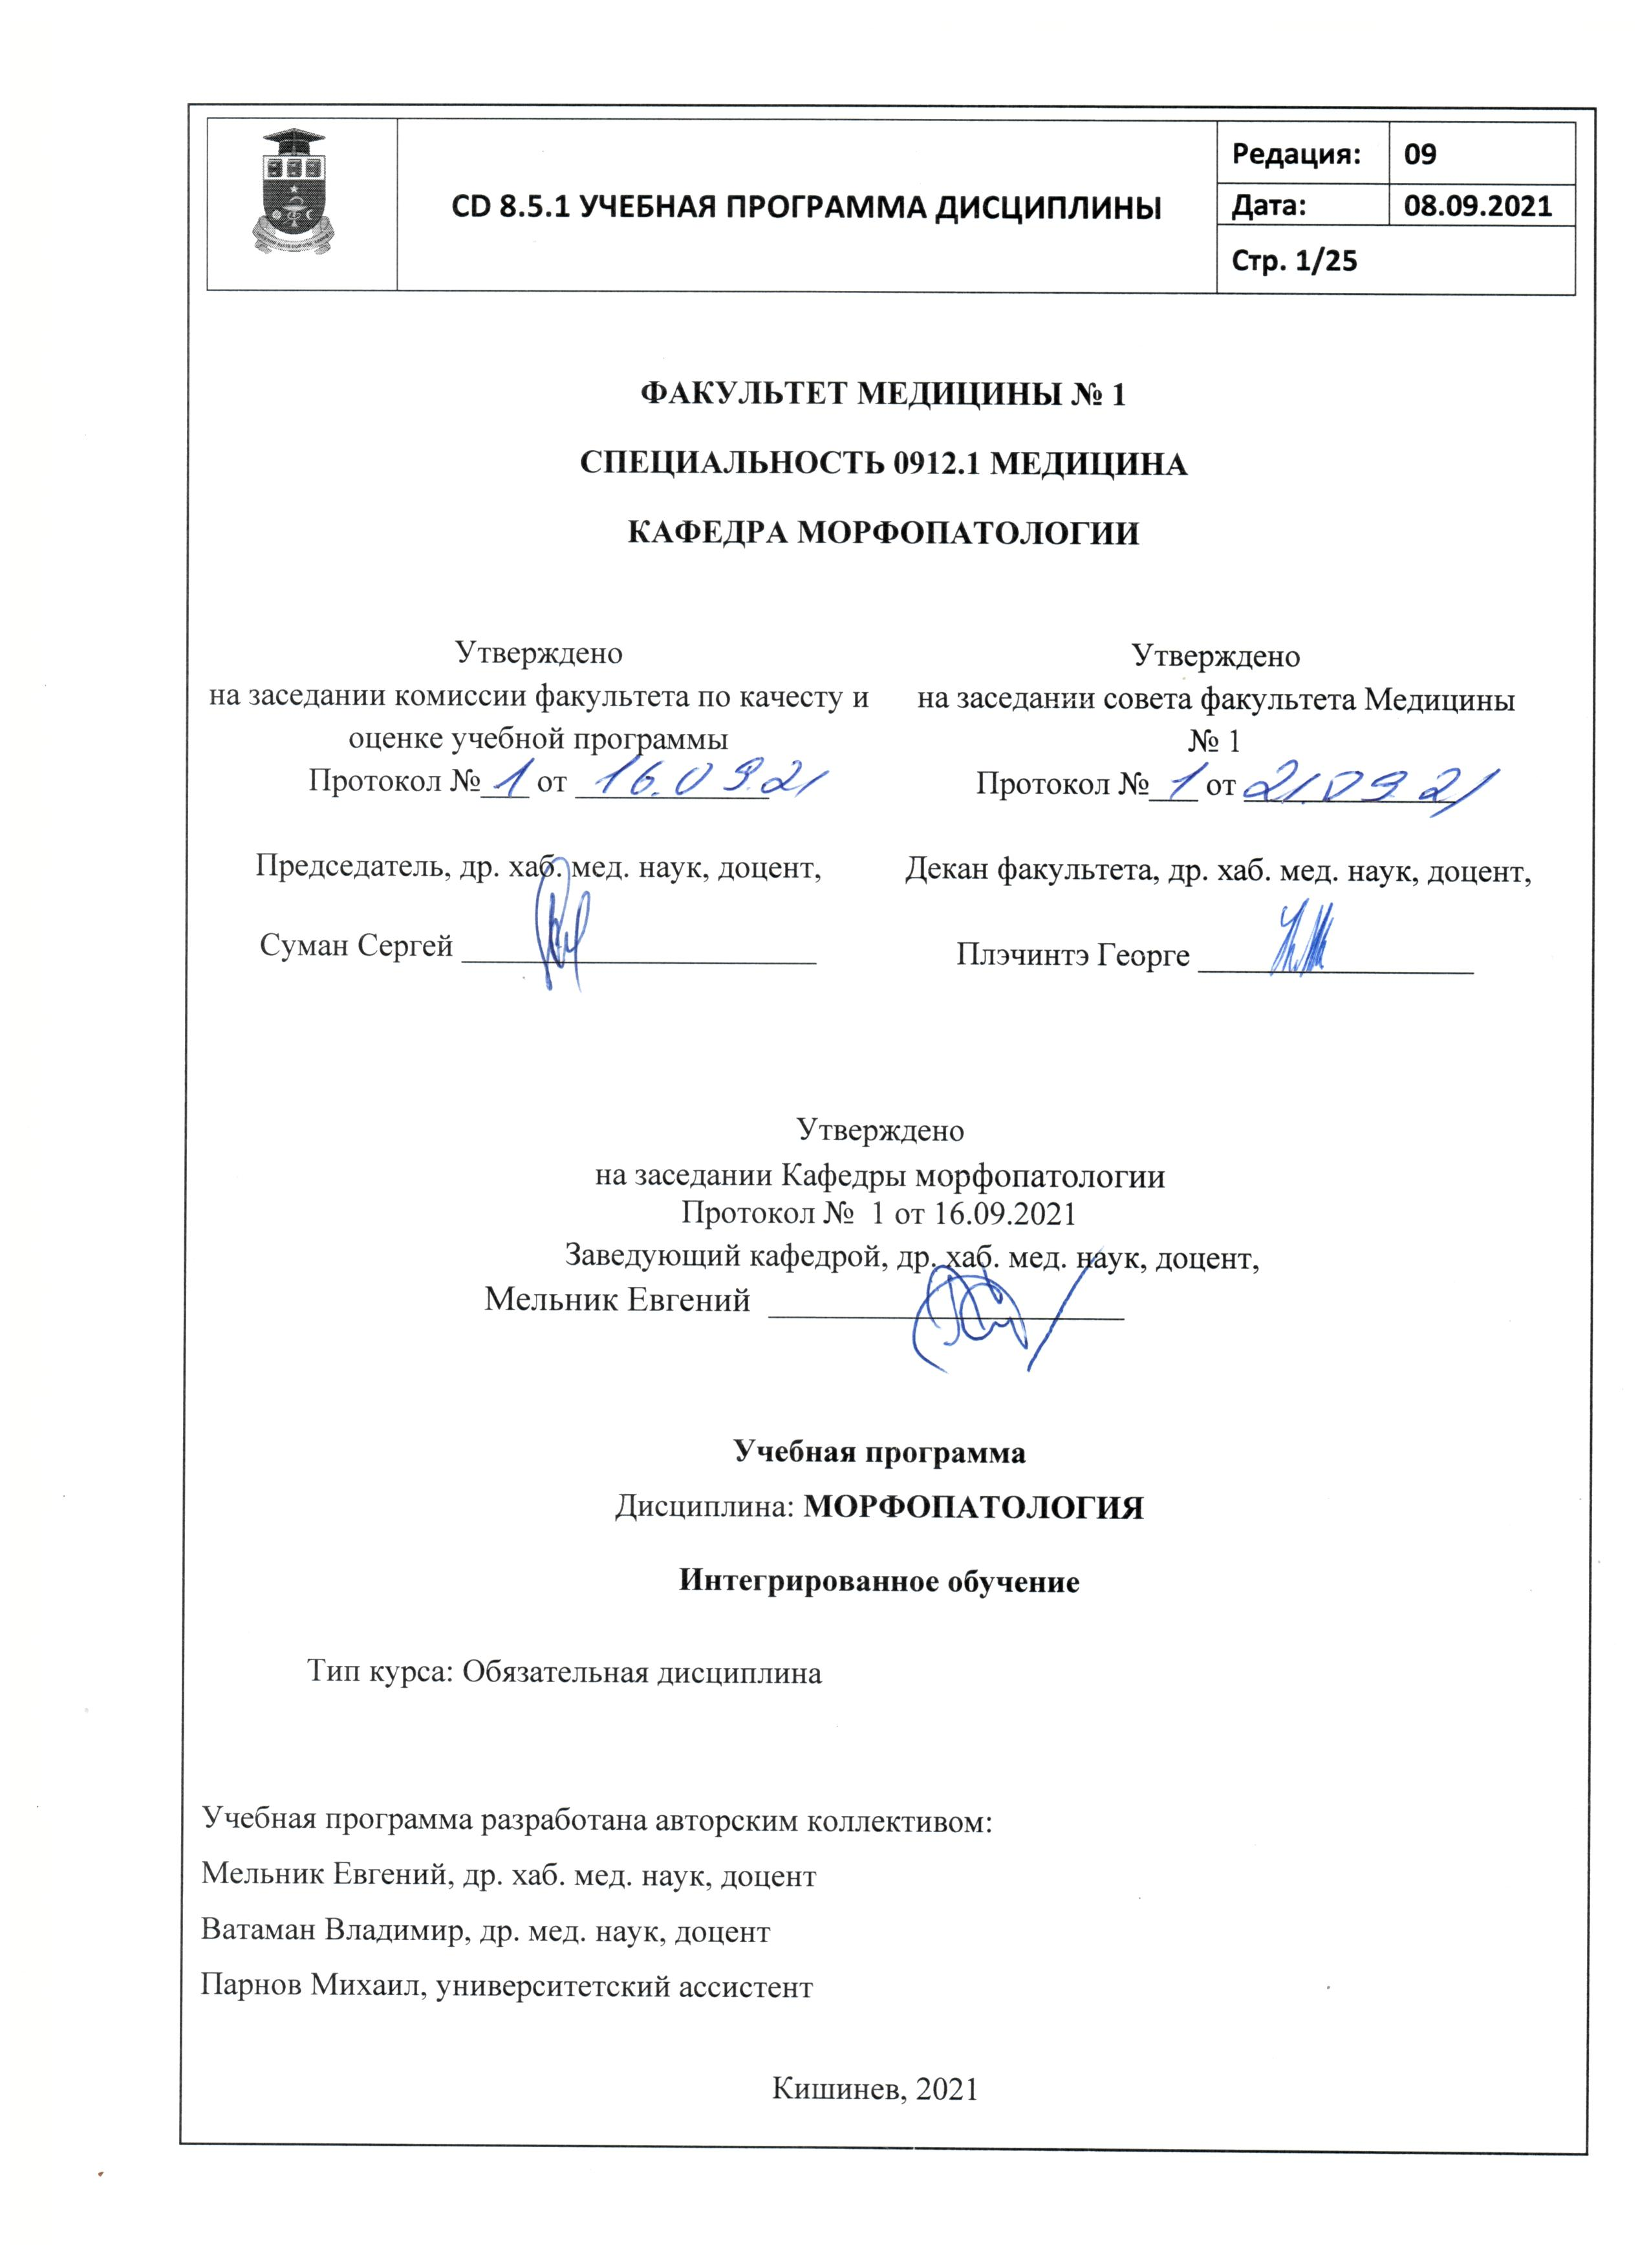 CD 8.5.1 УЧЕБНАЯ ПРОГРАММА ДИСЦИПЛИНЫ
Редация: 09
Дата: 08.09.2021
Стр. 1/25
ФАКУЛЬТЕТ МЕДИЦИНЫ № 1
СПЕЦИАЛЬНОСТЬ 0912.1 МЕДИЦИНА
КАФЕДРА МОРФОПАТОЛОГИИ
Утверждено
на заседании комиссии факультета по качесту и
оценке учебной программы
Протокол № 1 от 16.09.21
Председатель, др. хаб. мед. наук, доцент,
Суман Сергей
Утверждено
на заседании совета факультета Медицины
№ 1
Протокол № 1 от 21.09.21
Декан факультета, др. хаб. мед. наук, доцент,
Плэчинтэ Георге
Утверждено
на заседании Кафедры морфопатологии
Протокол № 1 от 16.09.2021
Заведующий кафедрой, др. хаб. мед. наук, доцент,
Мельник Евгений
Учебная программа
Дисциплина: МОРФОПАТОЛОГИЯ
Интегрированное обучение
Тип курса: Обязательная дисциплина
Учебная программа разработана авторским коллективом:
Мельник Евгений, др. хаб. мед. наук, доцент
Ватаман Владимир, др. мед. наук, доцент
Парнов Михаил, университетский ассистент
Кишинев, 2021